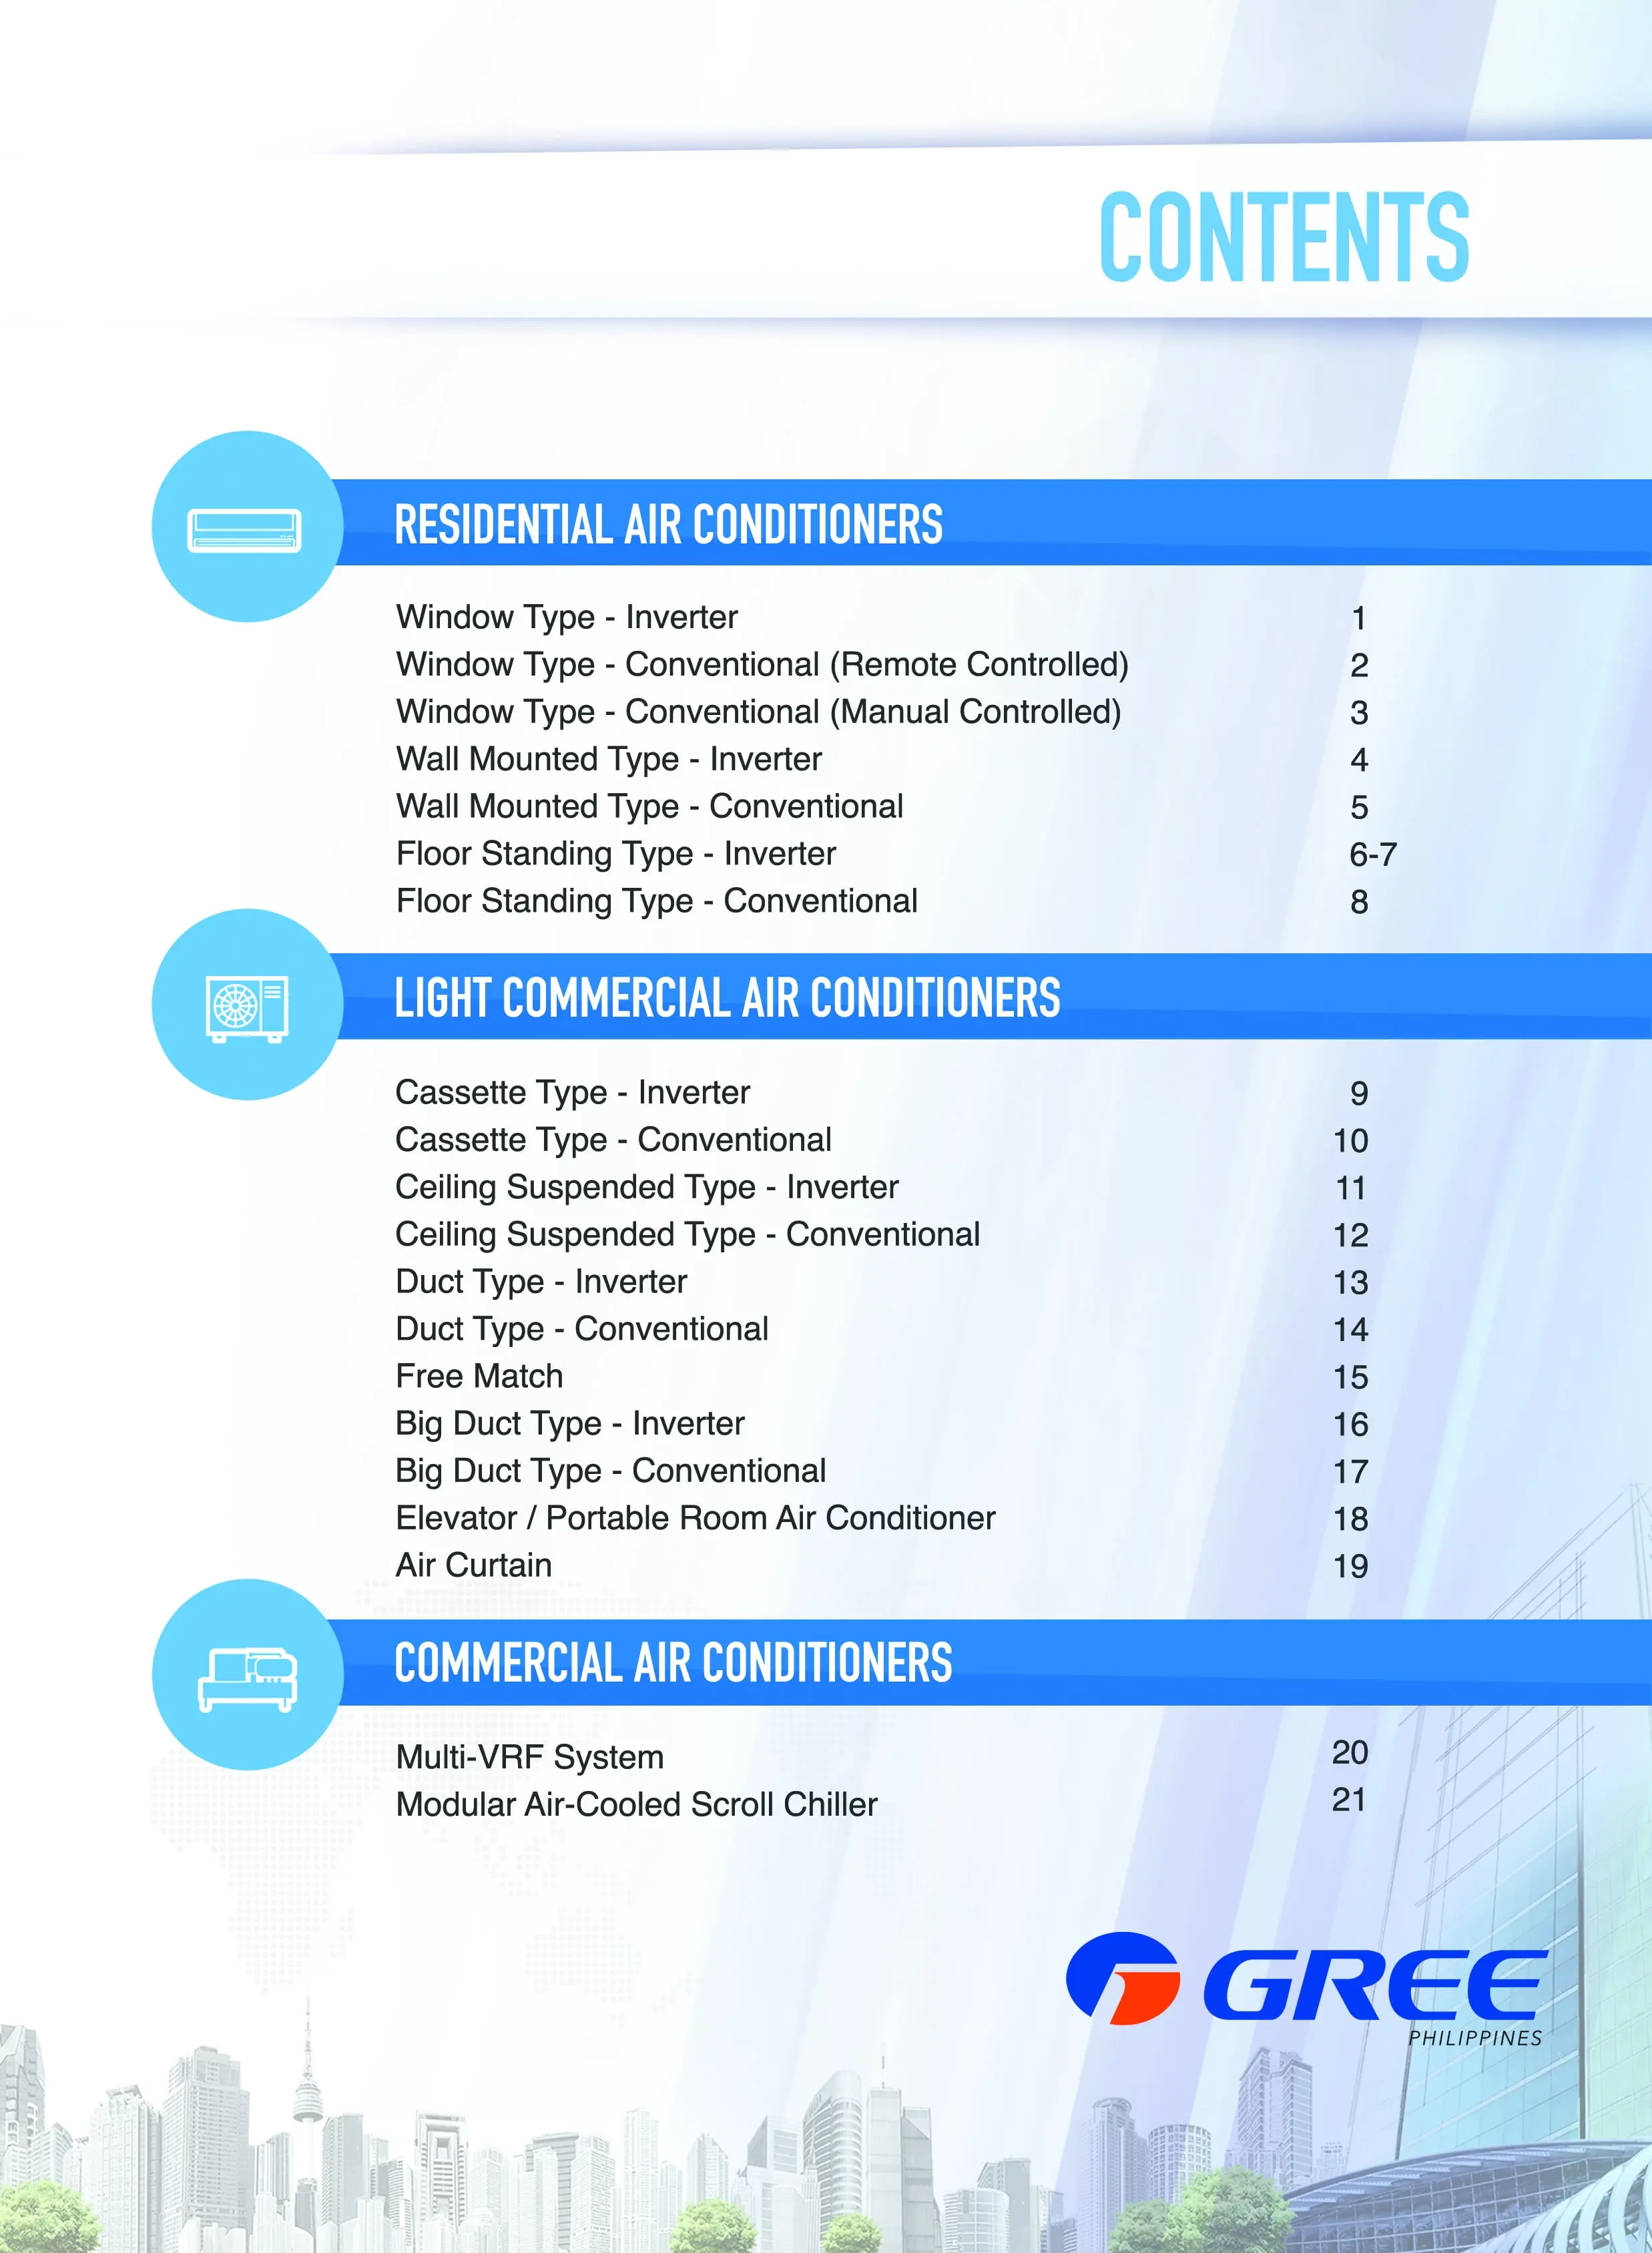 CONTENTS
RESIDENTIAL AIR CONDITIONERS
Window Type - Inverter 1
Window Type - Conventional (Remote Controlled) 2
Window Type - Conventional (Manual Controlled) 3
Wall Mounted Type - Inverter 4
Wall Mounted Type - Conventional 5
Floor Standing Type - Inverter 6-7
Floor Standing Type - Conventional 8
LIGHT COMMERCIAL AIR CONDITIONERS
Cassette Type - Inverter 9
Cassette Type - Conventional 10
Ceiling Suspended Type - Inverter 11
Ceiling Suspended Type - Conventional 12
Duct Type - Inverter 13
Duct Type - Conventional 14
Free Match 15
Big Duct Type - Inverter 16
Big Duct Type - Conventional 17
Elevator / Portable Room Air Conditioner 18
Air Curtain 19
COMMERCIAL AIR CONDITIONERS
Multi-VRF System 20
Modular Air-Cooled Scroll Chiller 21
GREE
PHILIPPINES